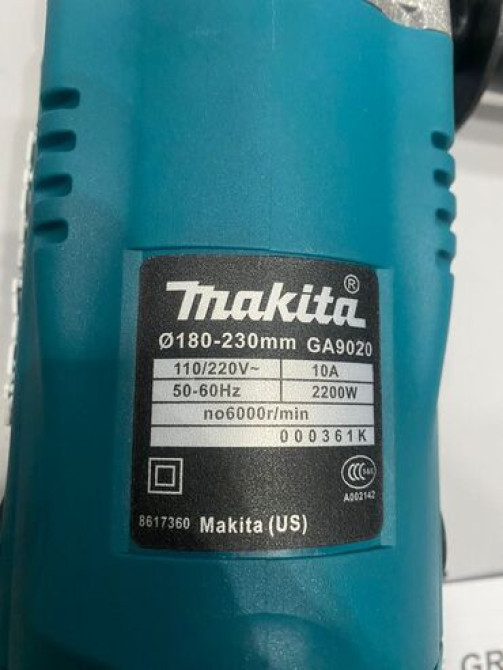 Makita®
Ø180-230mm GA9020
110/220V~ 10A
50-60Hz 2200W
no6000r/min
000361K
A002142
8617360 Makita (US)